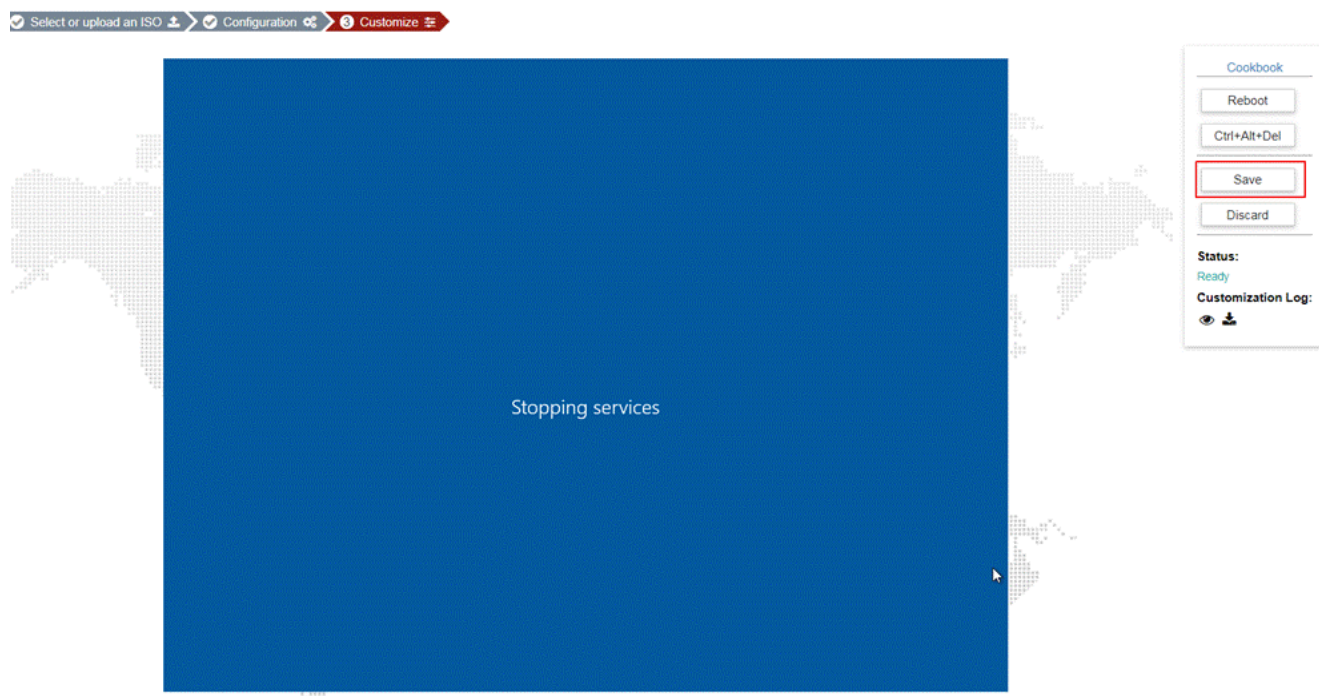 Select or upload an ISO
Configuration
3 Customize
Cookbook
Reboot
Ctrl+Alt+Del
Save
Discard
Status:
Ready
Customization Log:
Stopping services